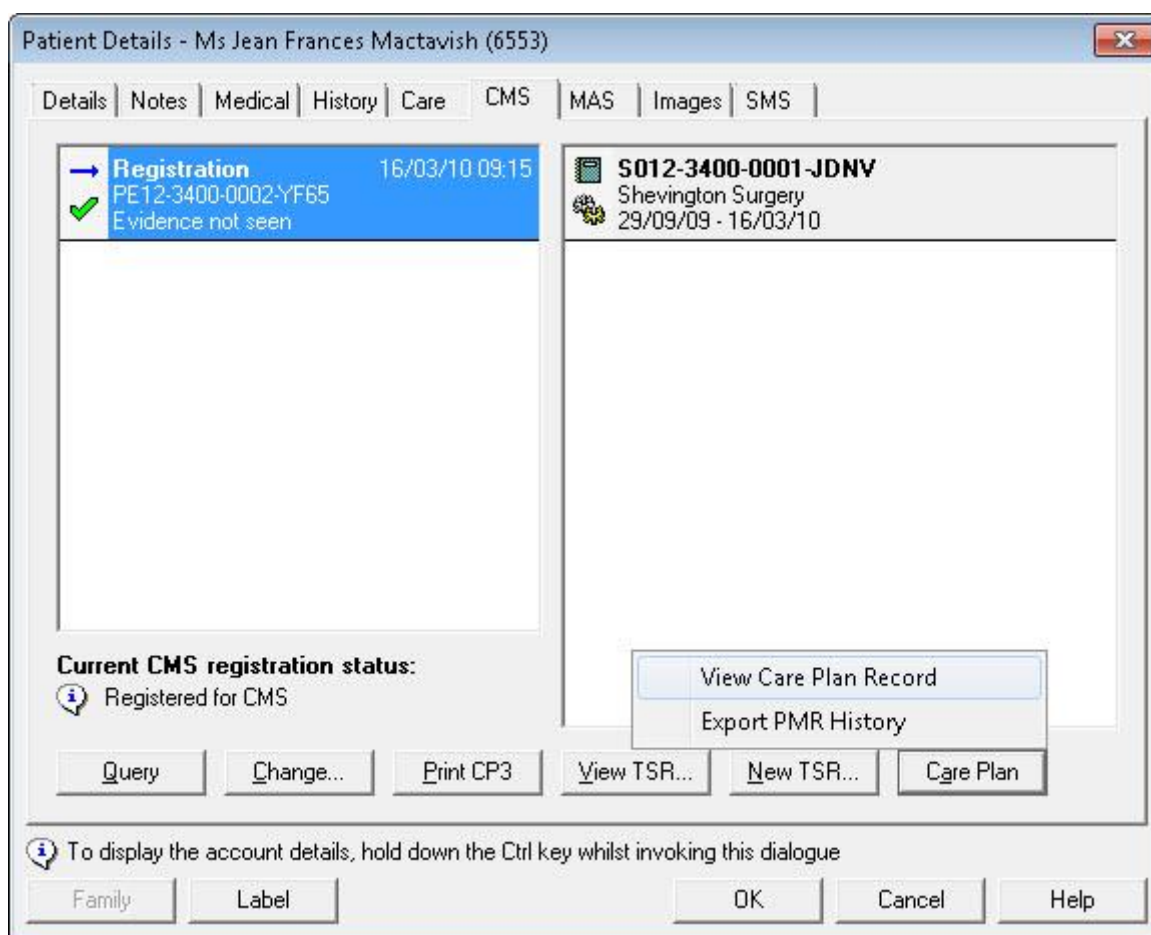 Patient Details - Ms Jean Frances Mactavish (6553)
Details Notes Medical History Care CMS MAS Images SMS
Registration 16/03/10 09:15
PE12-3400-0002-YF65
Evidence not seen
S012-3400-0001-JDNV
Shevington Surgery
29/09/09 - 16/03/10
Current CMS registration status:
Registered for CMS
View Care Plan Record
Export PMR History
Query Change... Print CP3 View TSR... New TSR... Care Plan
To display the account details, hold down the Ctrl key whilst invoking this dialogue
Family Label OK Cancel Help